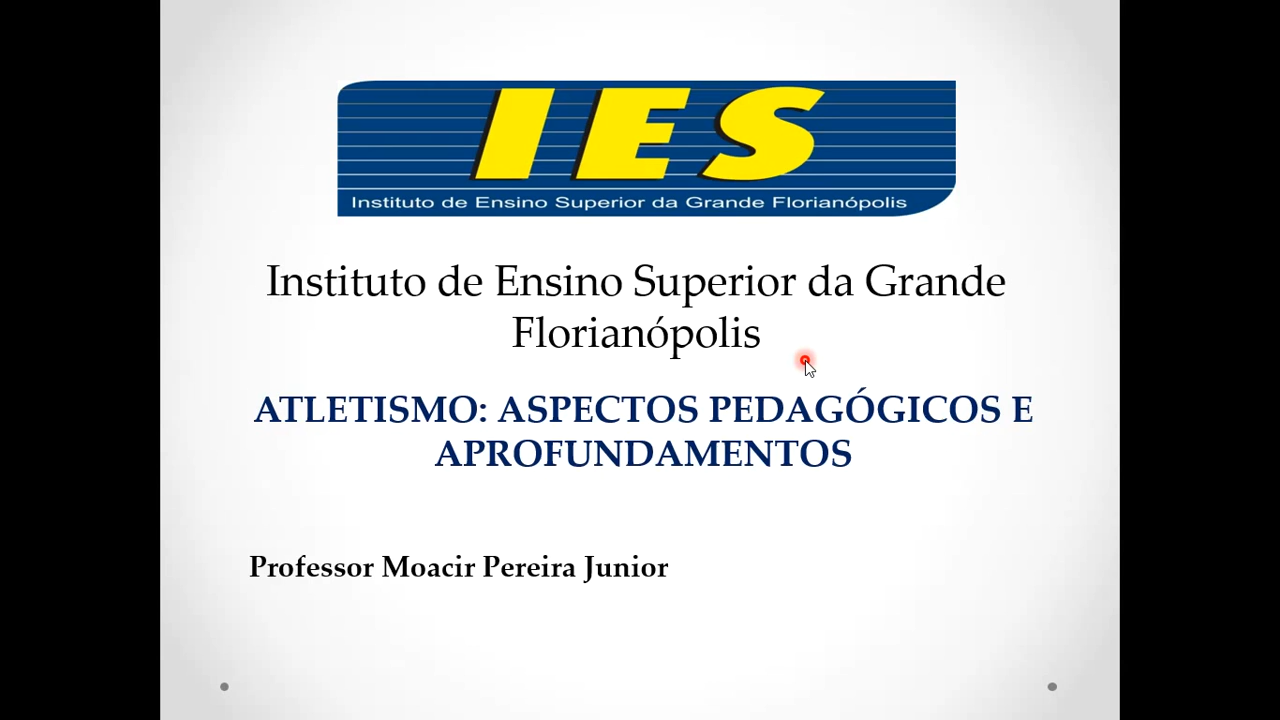 IES
Instituto de Ensino Superior da Grande Florianópolis
Instituto de Ensino Superior da Grande
Florianópolis
ATLETISMO: ASPECTOS PEDAGÓGICOS E
APROFUNDAMENTOS
Professor Moacir Pereira Junior